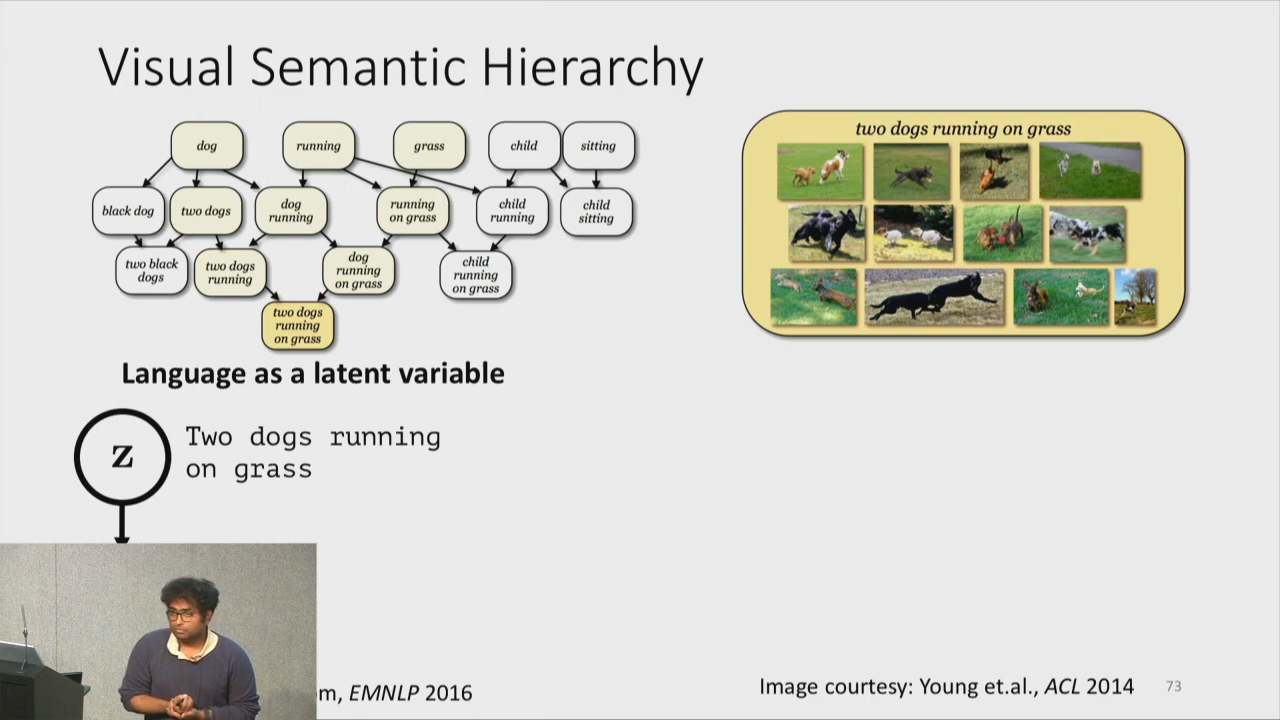 Visual Semantic Hierarchy
dog
running
grass
child
sitting
black dog
two dogs
dog
running
running
on grass
child
running
child
sitting
two black
dogs
two dogs
running
dog
running
on grass
child
running
on grass
two dogs
running
on grass
two dogs running on grass
Language as a latent variable
z
Two dogs running
on grass
EMNLP 2016
Image courtesy: Young et.al., ACL 2014
73